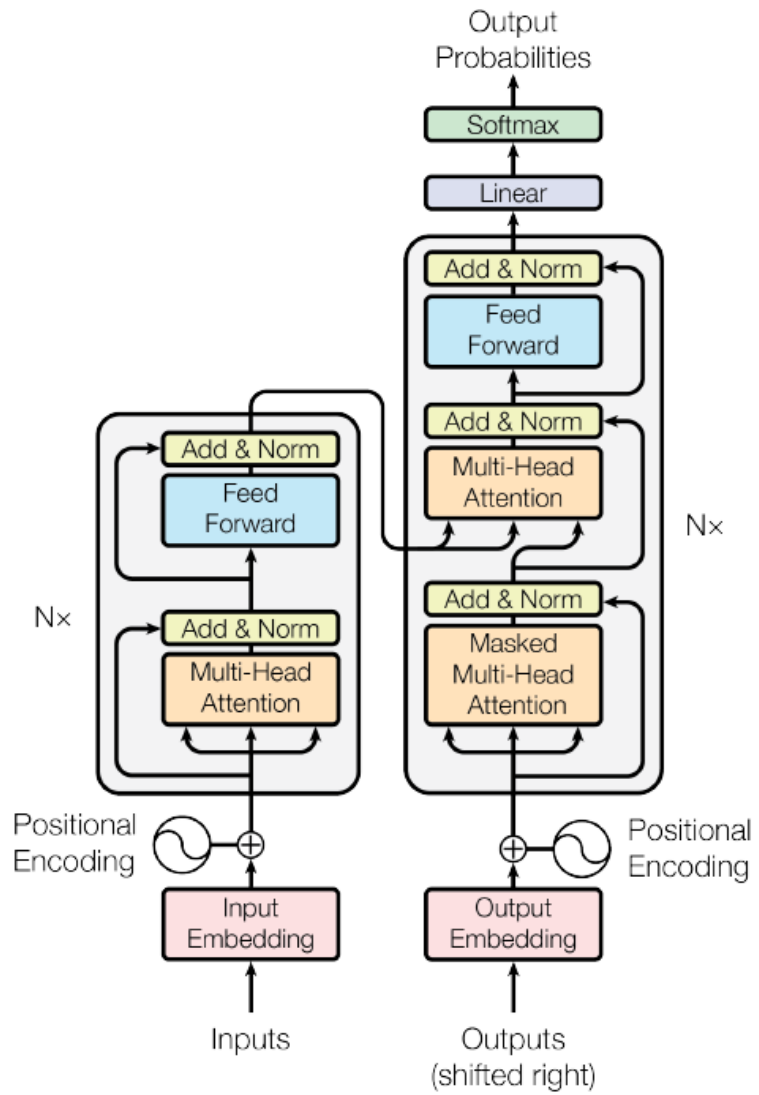 Output
Probabilities
Softmax
Linear
Add & Norm
Feed
Forward
Add & Norm
Multi-Head
Attention
Add & Norm
Masked
Multi-Head
Attention
Nx
Add & Norm
Feed
Forward
Add & Norm
Multi-Head
Attention
Nx
Positional
Encoding
Positional
Encoding
Input
Embedding
Output
Embedding
Inputs
Outputs
(shifted right)